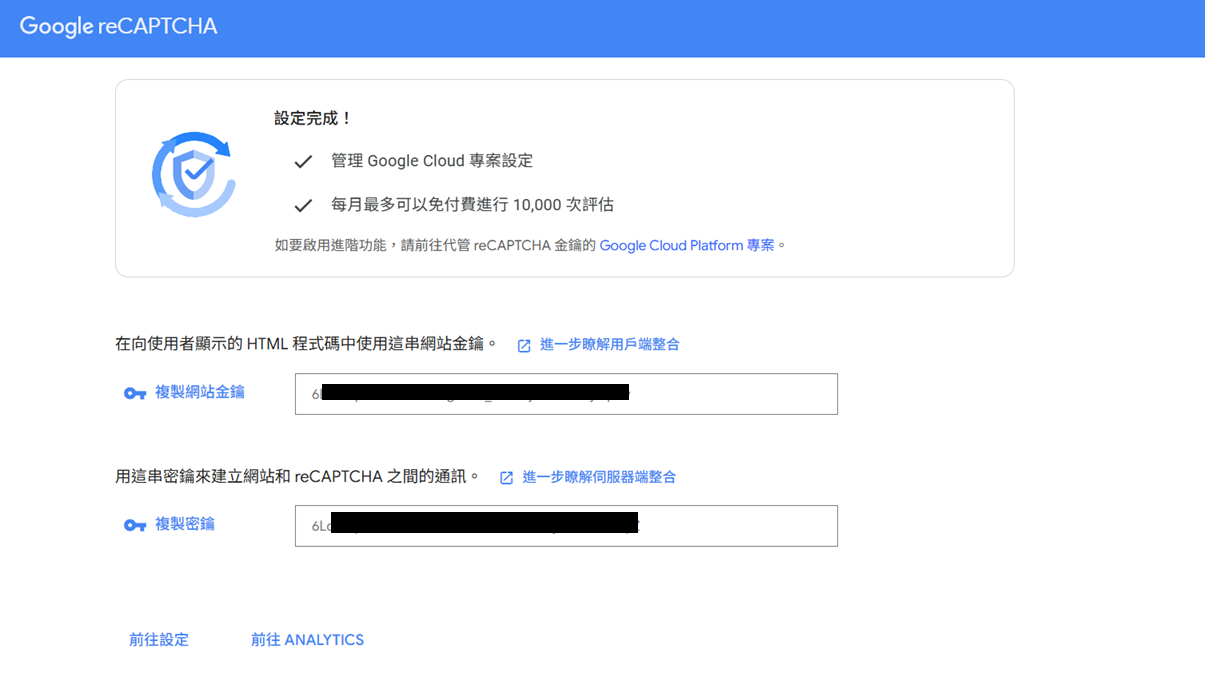 Google reCAPTCHA
設定完成！
管理 Google Cloud 專案設定
每月最多可以免付費進行 10,000 次評估
如要啟用進階功能，請前往代管 reCAPTCHA 金鑰的 Google Cloud Platform 專案。
在向使用者顯示的 HTML 程式碼中使用這串網站金鑰。 進一步瞭解用戶端整合
複製網站金鑰
用這串密鑰來建立網站和 reCAPTCHA 之間的通訊。 進一步瞭解伺服器端整合
複製密鑰
前往設定 前往 ANALYTICS